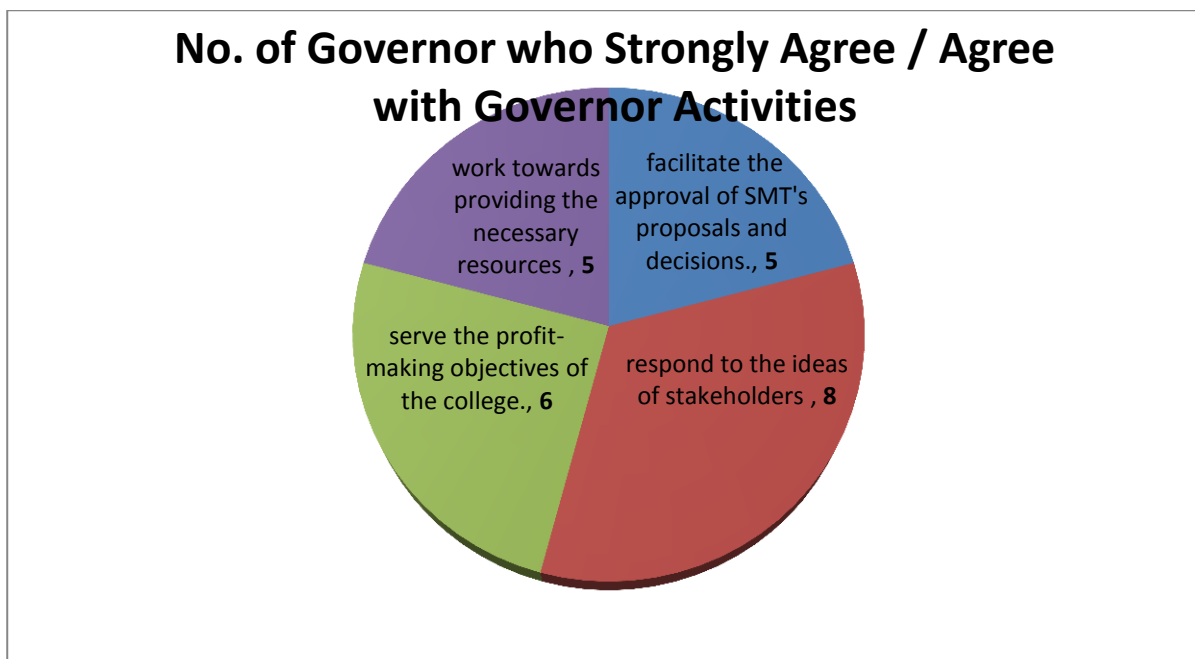 No. of Governor who Strongly Agree / Agree
with Governor Activities
work towards
providing the
necessary
resources , 5
facilitate the
approval of SMT's
proposals and
decisions., 5
serve the profit-
making objectives of
the college., 6
respond to the ideas
of stakeholders , 8